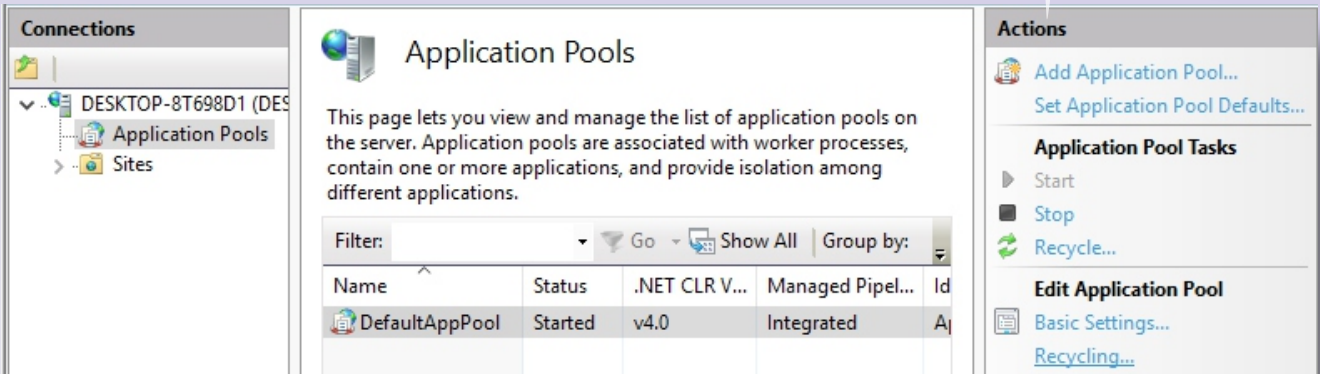 Connections
DESKTOP-8T698D1 (DES
Application Pools
Sites
Application Pools
This page lets you view and manage the list of application pools on
the server. Application pools are associated with worker processes,
contain one or more applications, and provide isolation among
different applications.
Filter:
Go
Show All
Group by:
Name
Status
.NET CLR V...
Managed Pipel...
Id
DefaultAppPool
Started
v4.0
Integrated
Actions
Add Application Pool...
Set Application Pool Defaults...
Application Pool Tasks
Start
Stop
Recycle...
Edit Application Pool
Basic Settings...
Recycling...